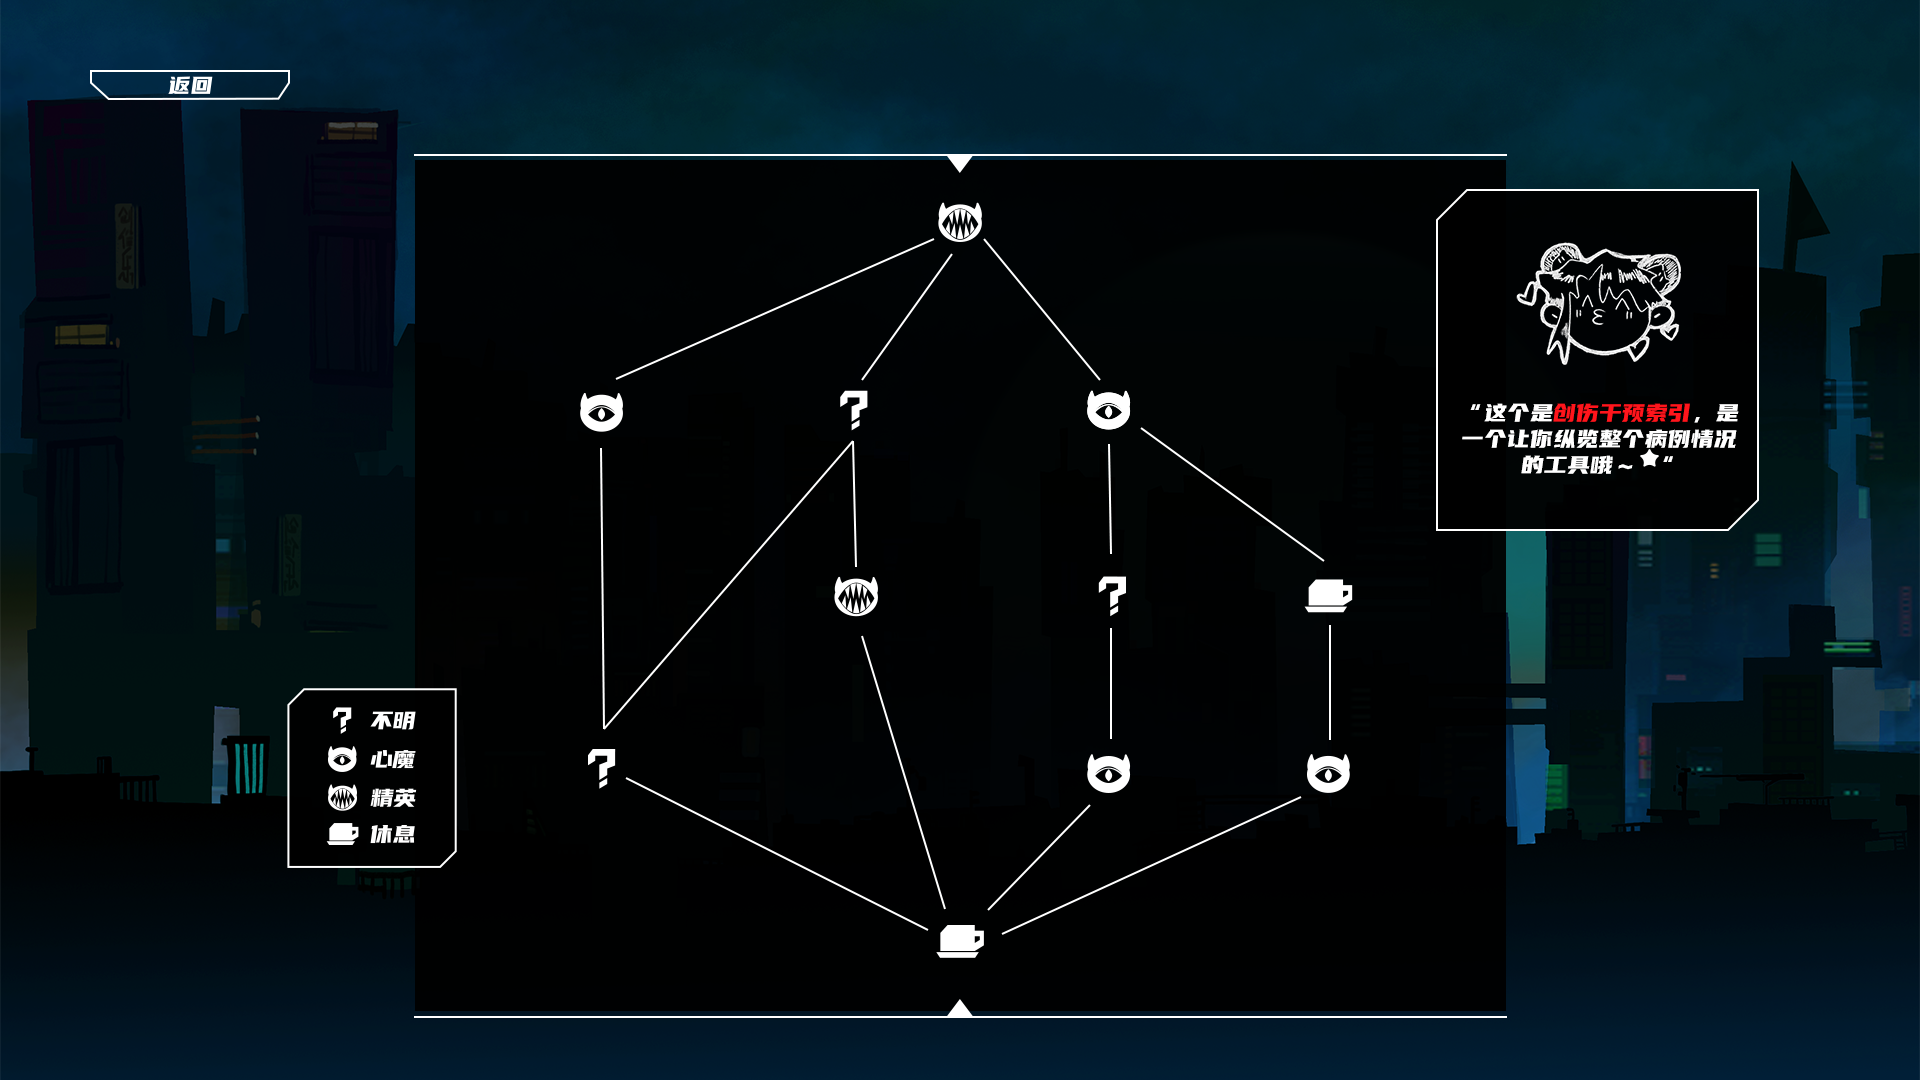 返回
“这个是创伤干预索引，是
一个让你纵览整个病例情况
的工具哦～★“
? 不明
心魔
精英
休息